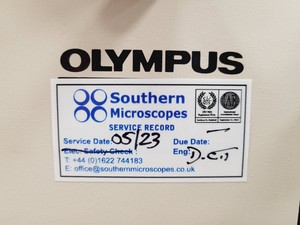 OLYMPUS
Southern
Microscopes
SERVICE RECORD
Service Date: 05/23 Due Date: —
Elec. Safety Check: Eng: D.C.J
T: +44 (0)1622 744183
E: office@southernmicroscopes.co.uk